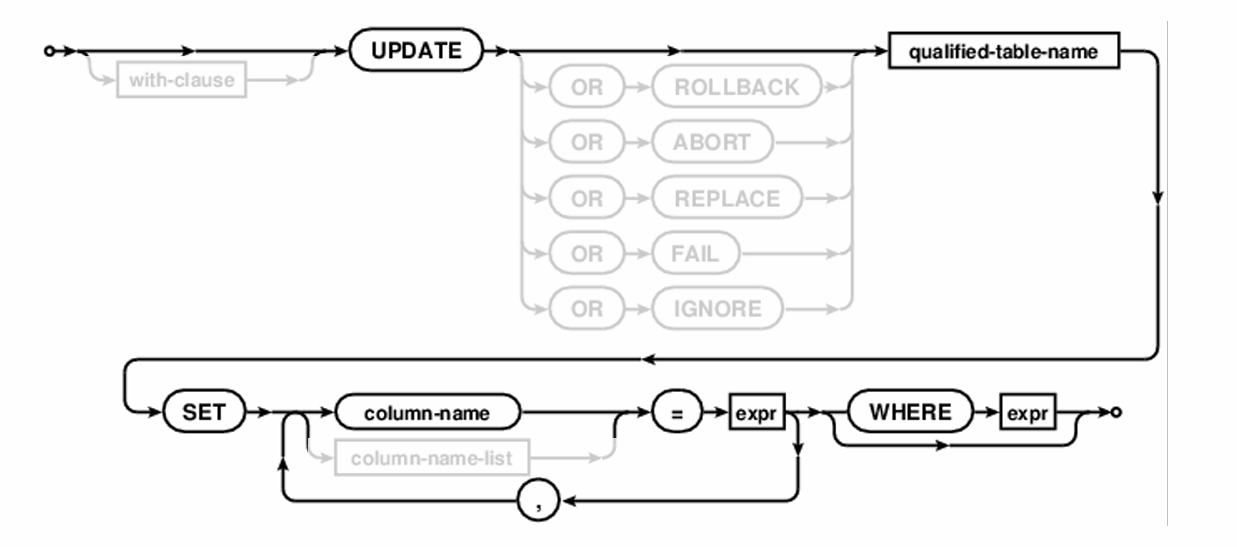 UPDATE qualified-table-name
with-clause
OR ROLLBACK
OR ABORT
OR REPLACE
OR FAIL
OR IGNORE
SET column-name = expr WHERE expr
column-name-list
,